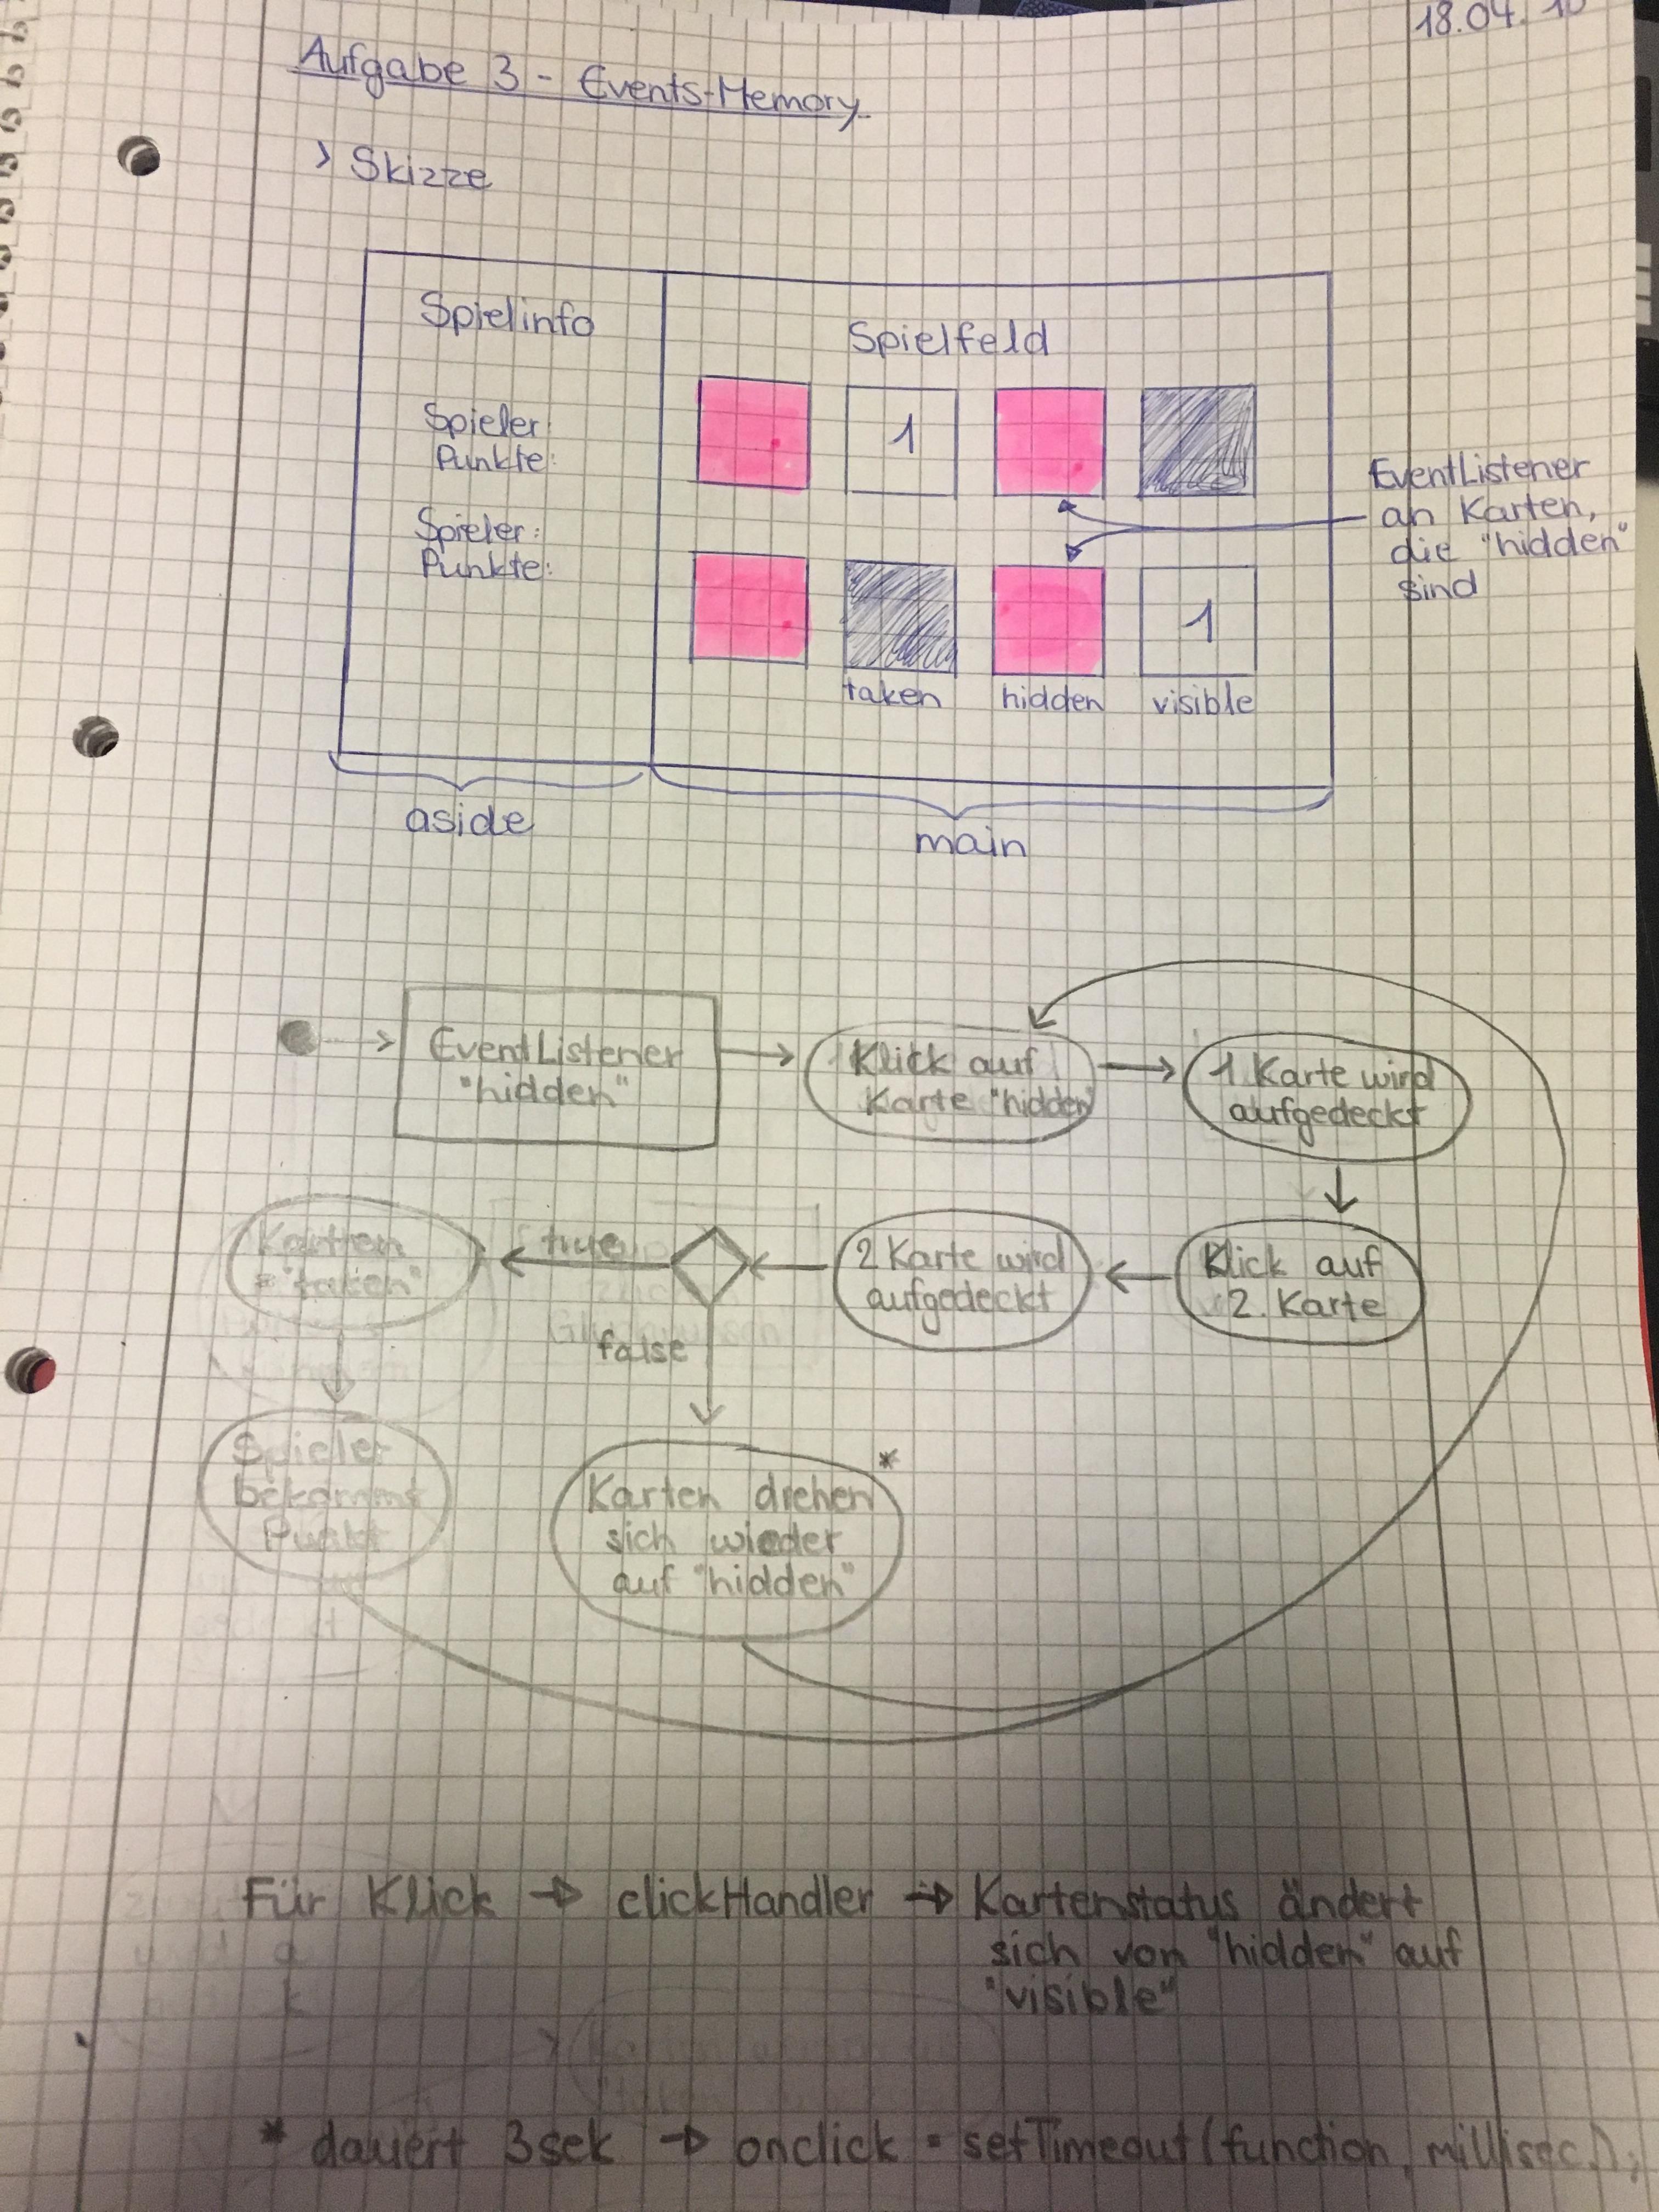 18.04.
Aufgabe 3 - Events-Memory
> Skizze
Spielinfo
Spieler:
Punkte:
Spieler:
Punkte:
Spielfeld
1
1
taken
hidden
visible
EventListener
an Karten,
die "hidden"
sind
aside
main
EventListener
"hidden"
Klick auf
Karte "hidden"
1 Karte wird
aufgedeckt
Klick auf
2. Karte
2 Karte wird
aufgedeckt
true
false
Karten
= "taken"
Spieler
bekommt
Punkt
Karten drehen *
sich wieder
auf "hidden"
Für Klick → clickHandler → Kartenstatus ändert
sich von "hidden" auf
"visible"
* dauert 3sek → onclick = setTimeout(function, millisec.);